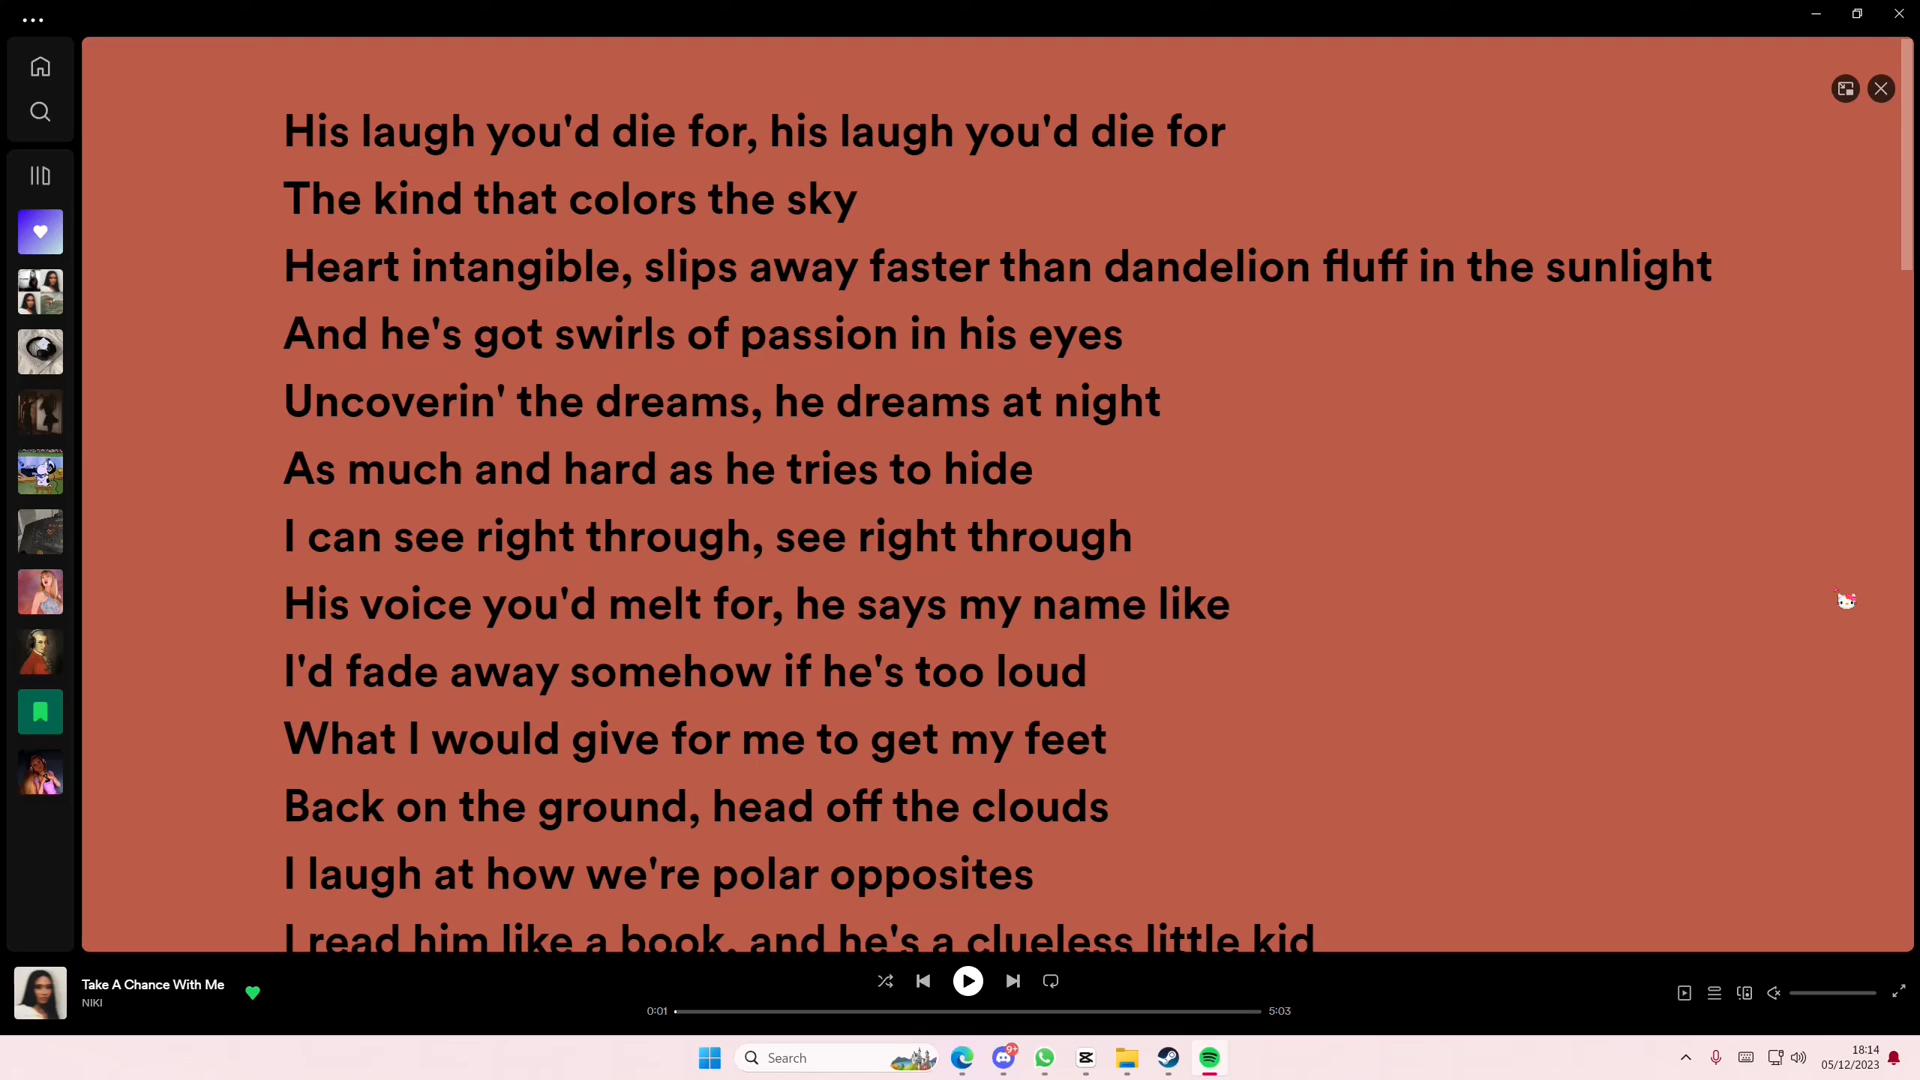 His laugh you'd die for, his laugh you'd die for
The kind that colors the sky
Heart intangible, slips away faster than dandelion fluff in the sunlight
And he's got swirls of passion in his eyes
Uncoverin' the dreams, he dreams at night
As much and hard as he tries to hide
I can see right through, see right through
His voice you'd melt for, he says my name like
I'd fade away somehow if he's too loud
What I would give for me to get my feet
Back on the ground, head off the clouds
I laugh at how we're polar opposites
I read him like a book, and he's a clueless little kid
Take A Chance With Me
NIKI
0:01
5:03
Search
9+
18:14
05/12/2023